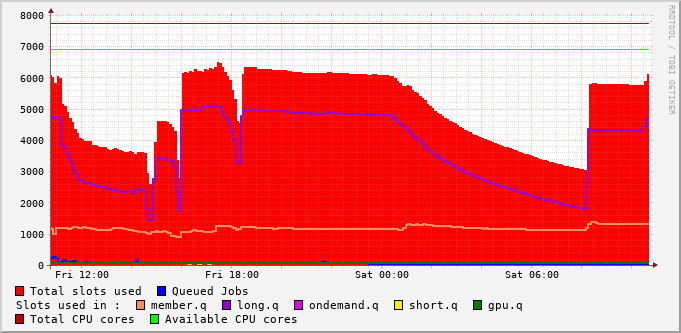 8000
7000
6000
5000
4000
3000
2000
1000
0
Fri 12:00 Fri 18:00 Sat 00:00 Sat 06:00
Total slots used Queued Jobs
Slots used in : member.q long.q ondemand.q short.q gpu.q
Total CPU cores Available CPU cores
RRDTOOL / TOBI OETIKER